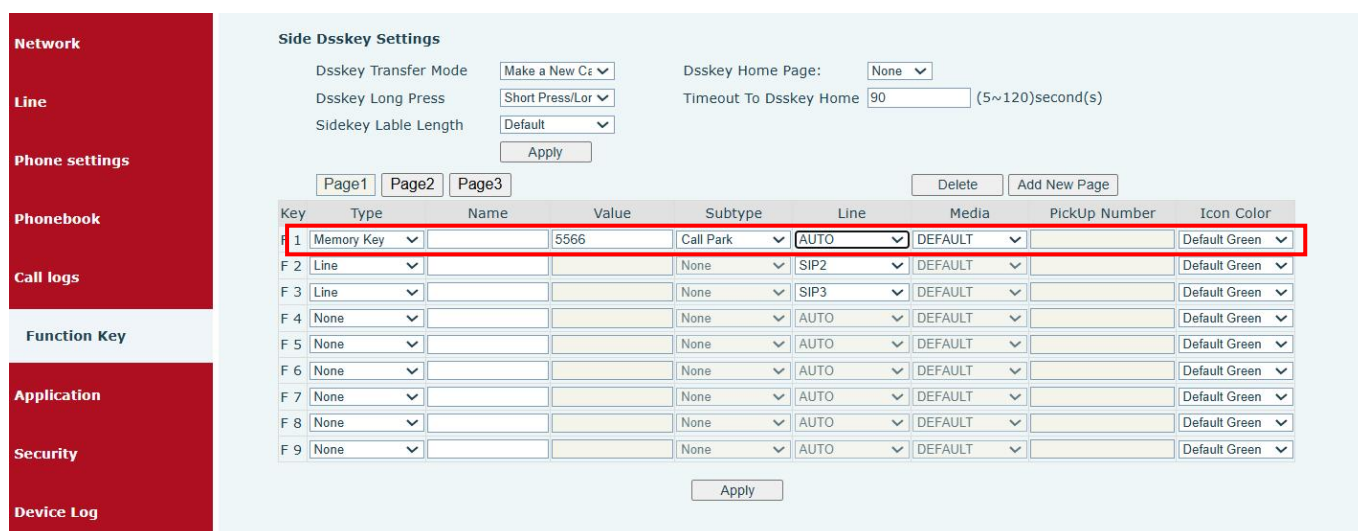 Network
Line
Phone settings
Phonebook
Call logs
Function Key
Application
Security
Device Log
Side Dsskey Settings
Dsskey Transfer Mode Make a New Ca Dsskey Home Page: None
Dsskey Long Press Short Press/Lor Timeout To Dsskey Home 90 (5~120)second(s)
Sidekey Lable Length Default
Apply
Page1 Page2 Page3 Delete Add New Page
Key Type Name Value Subtype Line Media PickUp Number Icon Color
F 1 Memory Key 5566 Call Park AUTO DEFAULT Default Green
F 2 Line None SIP2 DEFAULT Default Green
F 3 Line None SIP3 DEFAULT Default Green
F 4 None None AUTO DEFAULT Default Green
F 5 None None AUTO DEFAULT Default Green
F 6 None None AUTO DEFAULT Default Green
F 7 None None AUTO DEFAULT Default Green
F 8 None None AUTO DEFAULT Default Green
F 9 None None AUTO DEFAULT Default Green
Apply